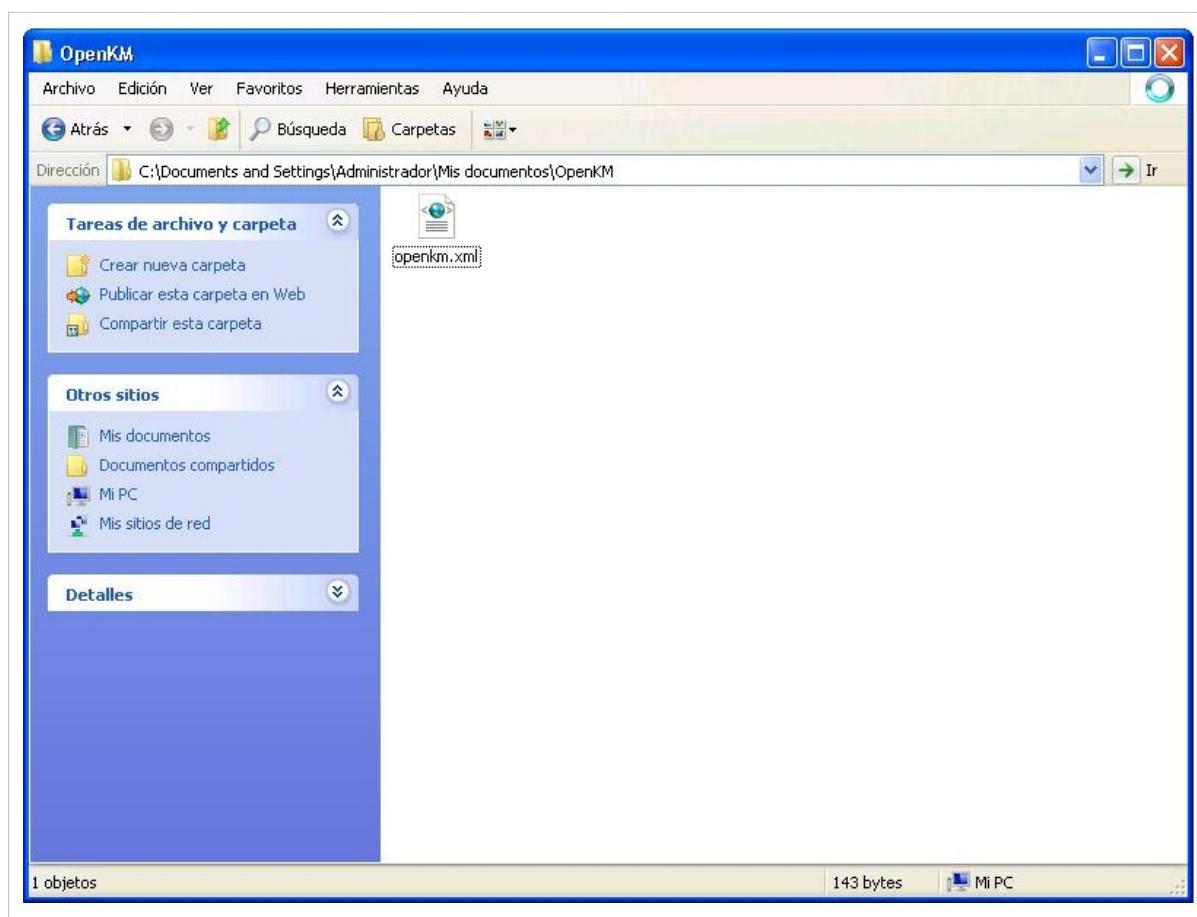 OpenKM
Archivo Edición Ver Favoritos Herramientas Ayuda
Atrás Búsqueda Carpetas
Dirección C:\Documents and Settings\Administrador\Mis documentos\OpenKM Ir
Tareas de archivo y carpeta
Crear nueva carpeta
Publicar esta carpeta en Web
Compartir esta carpeta
Otros sitios
Mis documentos
Documentos compartidos
Mi PC
Mis sitios de red
Detalles
openkm.xml
1 objetos 143 bytes Mi PC